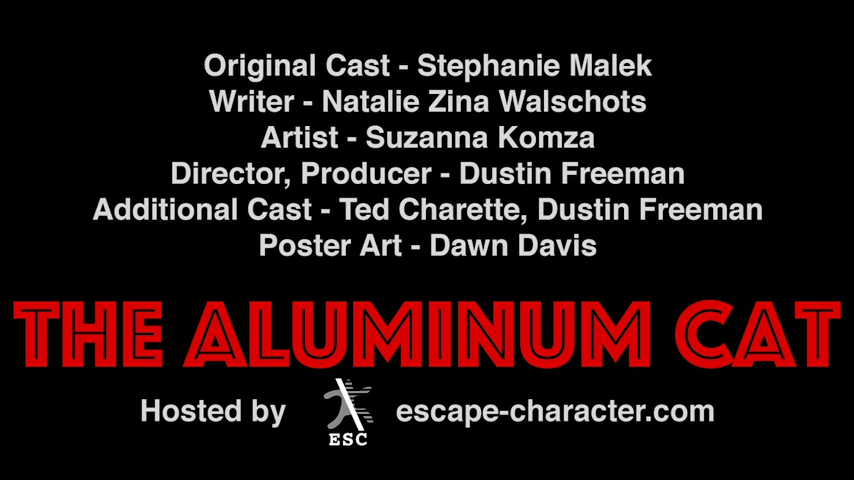 Original Cast - Stephanie Malek
Writer - Natalie Zina Walschots
Artist - Suzanna Komza
Director, Producer - Dustin Freeman
Additional Cast - Ted Charette, Dustin Freeman
Poster Art - Dawn Davis
THE ALUMINUM CAT
Hosted by ESC escape-character.com